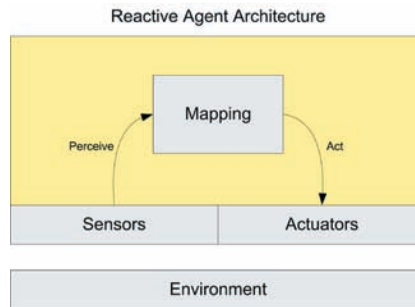 Reactive Agent Architecture
Mapping
Perceive
Act
Sensors
Actuators
Environment